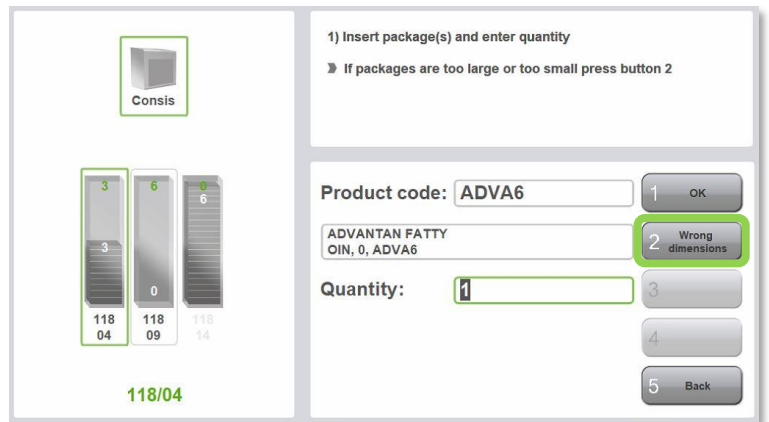 Consis
3
6
0
6
3
0
118
04
118
09
118
14
118/04
1) Insert package(s) and enter quantity
If packages are too large or too small press button 2
Product code: ADVA6
1 OK
ADVANTAN FATTY
OIN, 0, ADVA6
2 Wrong
dimensions
Quantity: 1
3
4
5 Back